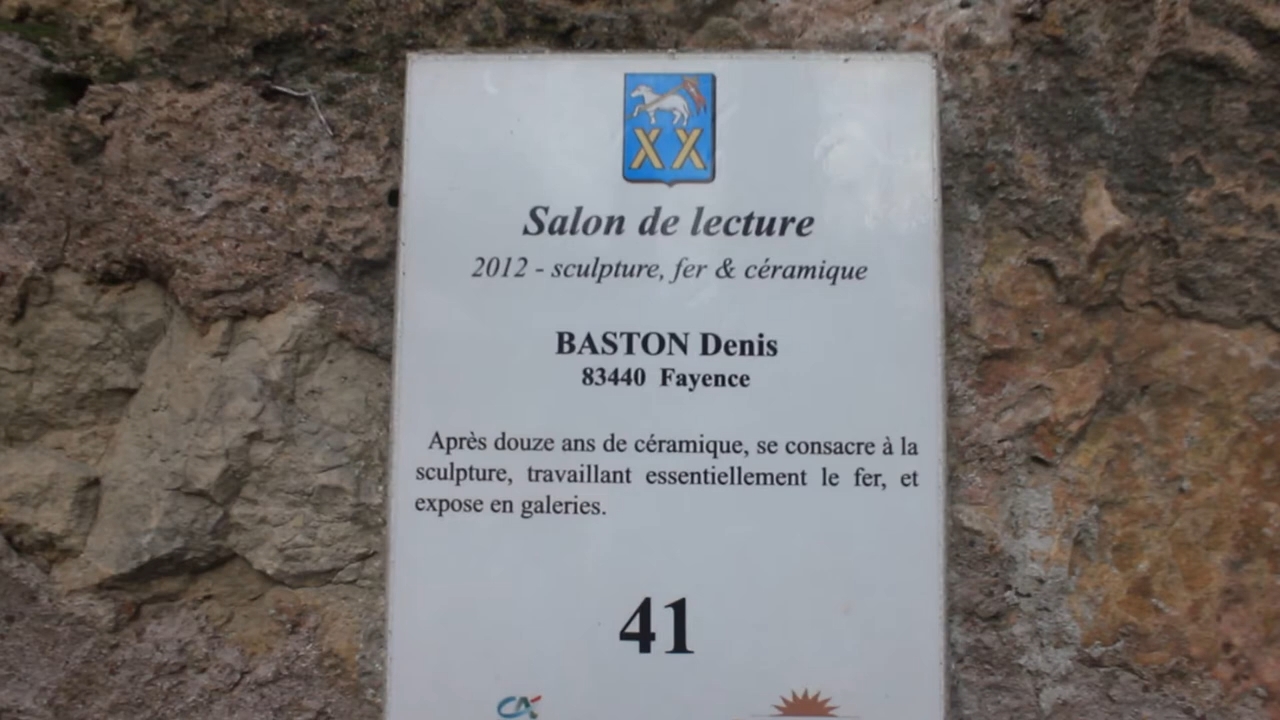 XX
Salon de lecture
2012 - sculpture, fer & céramique
BASTON Denis
83440 Fayence
Après douze ans de céramique, se consacre à la
sculpture, travaillant essentiellement le fer, et
expose en galeries.
41
CA